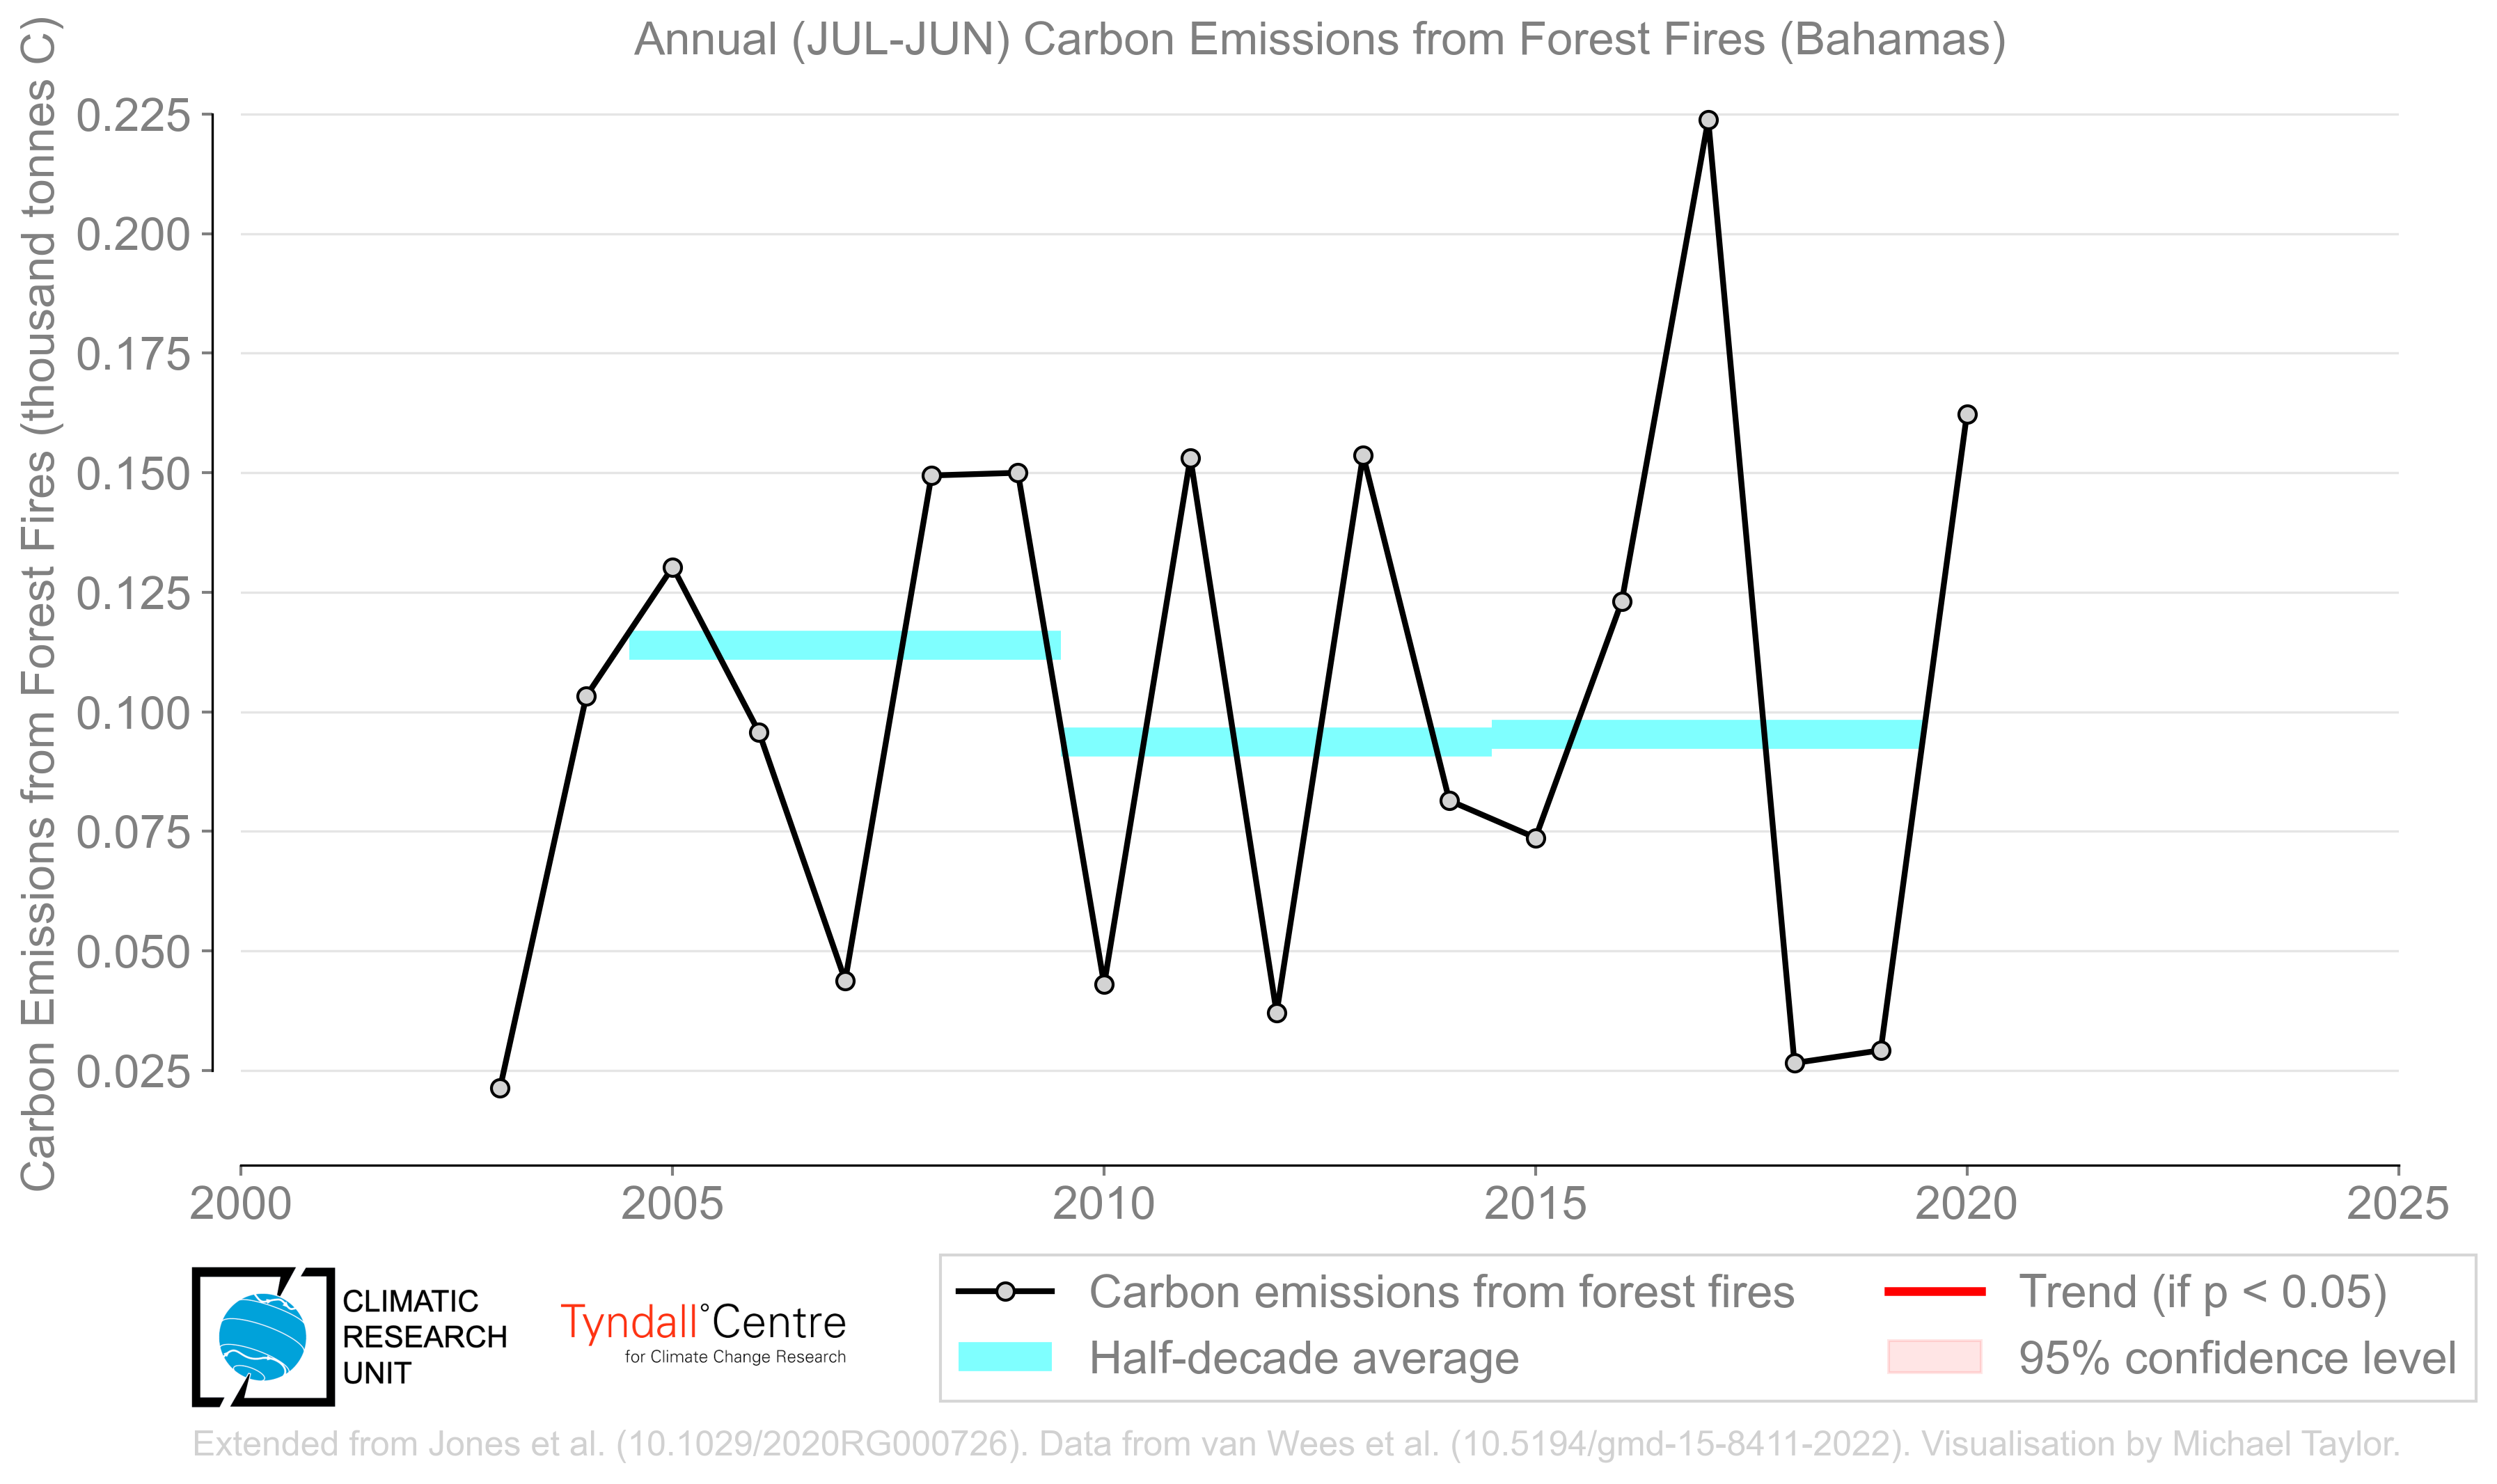 Annual (JUL-JUN) Carbon Emissions from Forest Fires (Bahamas)
Carbon Emissions from Forest Fires (thousand tonnes C)
0.225
0.200
0.175
0.150
0.125
0.100
0.075
0.050
0.025
2000 2005 2010 2015 2020 2025
CLIMATIC
RESEARCH
UNIT
Tyndall°Centre
for Climate Change Research
Carbon emissions from forest fires
Half-decade average
Trend (if p < 0.05)
95% confidence level
Extended from Jones et al. (10.1029/2020RG000726). Data from van Wees et al. (10.5194/gmd-15-8411-2022). Visualisation by Michael Taylor.